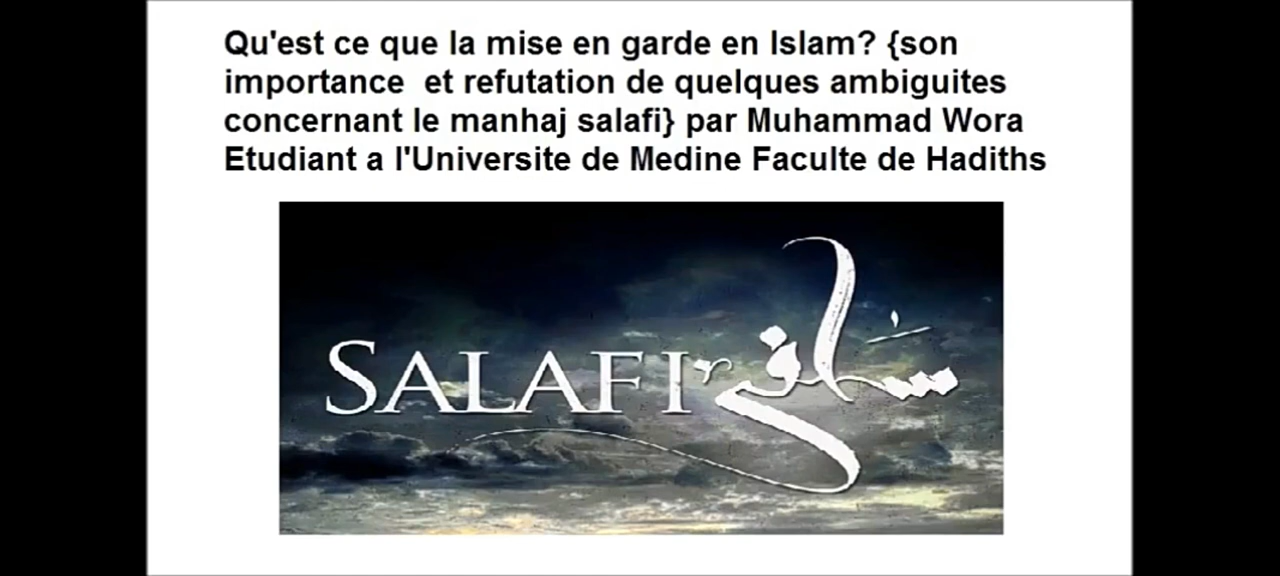 Qu'est ce que la mise en garde en Islam? {son
importance  et refutation de quelques ambiguites
concernant le manhaj salafi} par Muhammad Wora
Etudiant a l'Universite de Medine Faculte de Hadiths
SALAFI سلفي